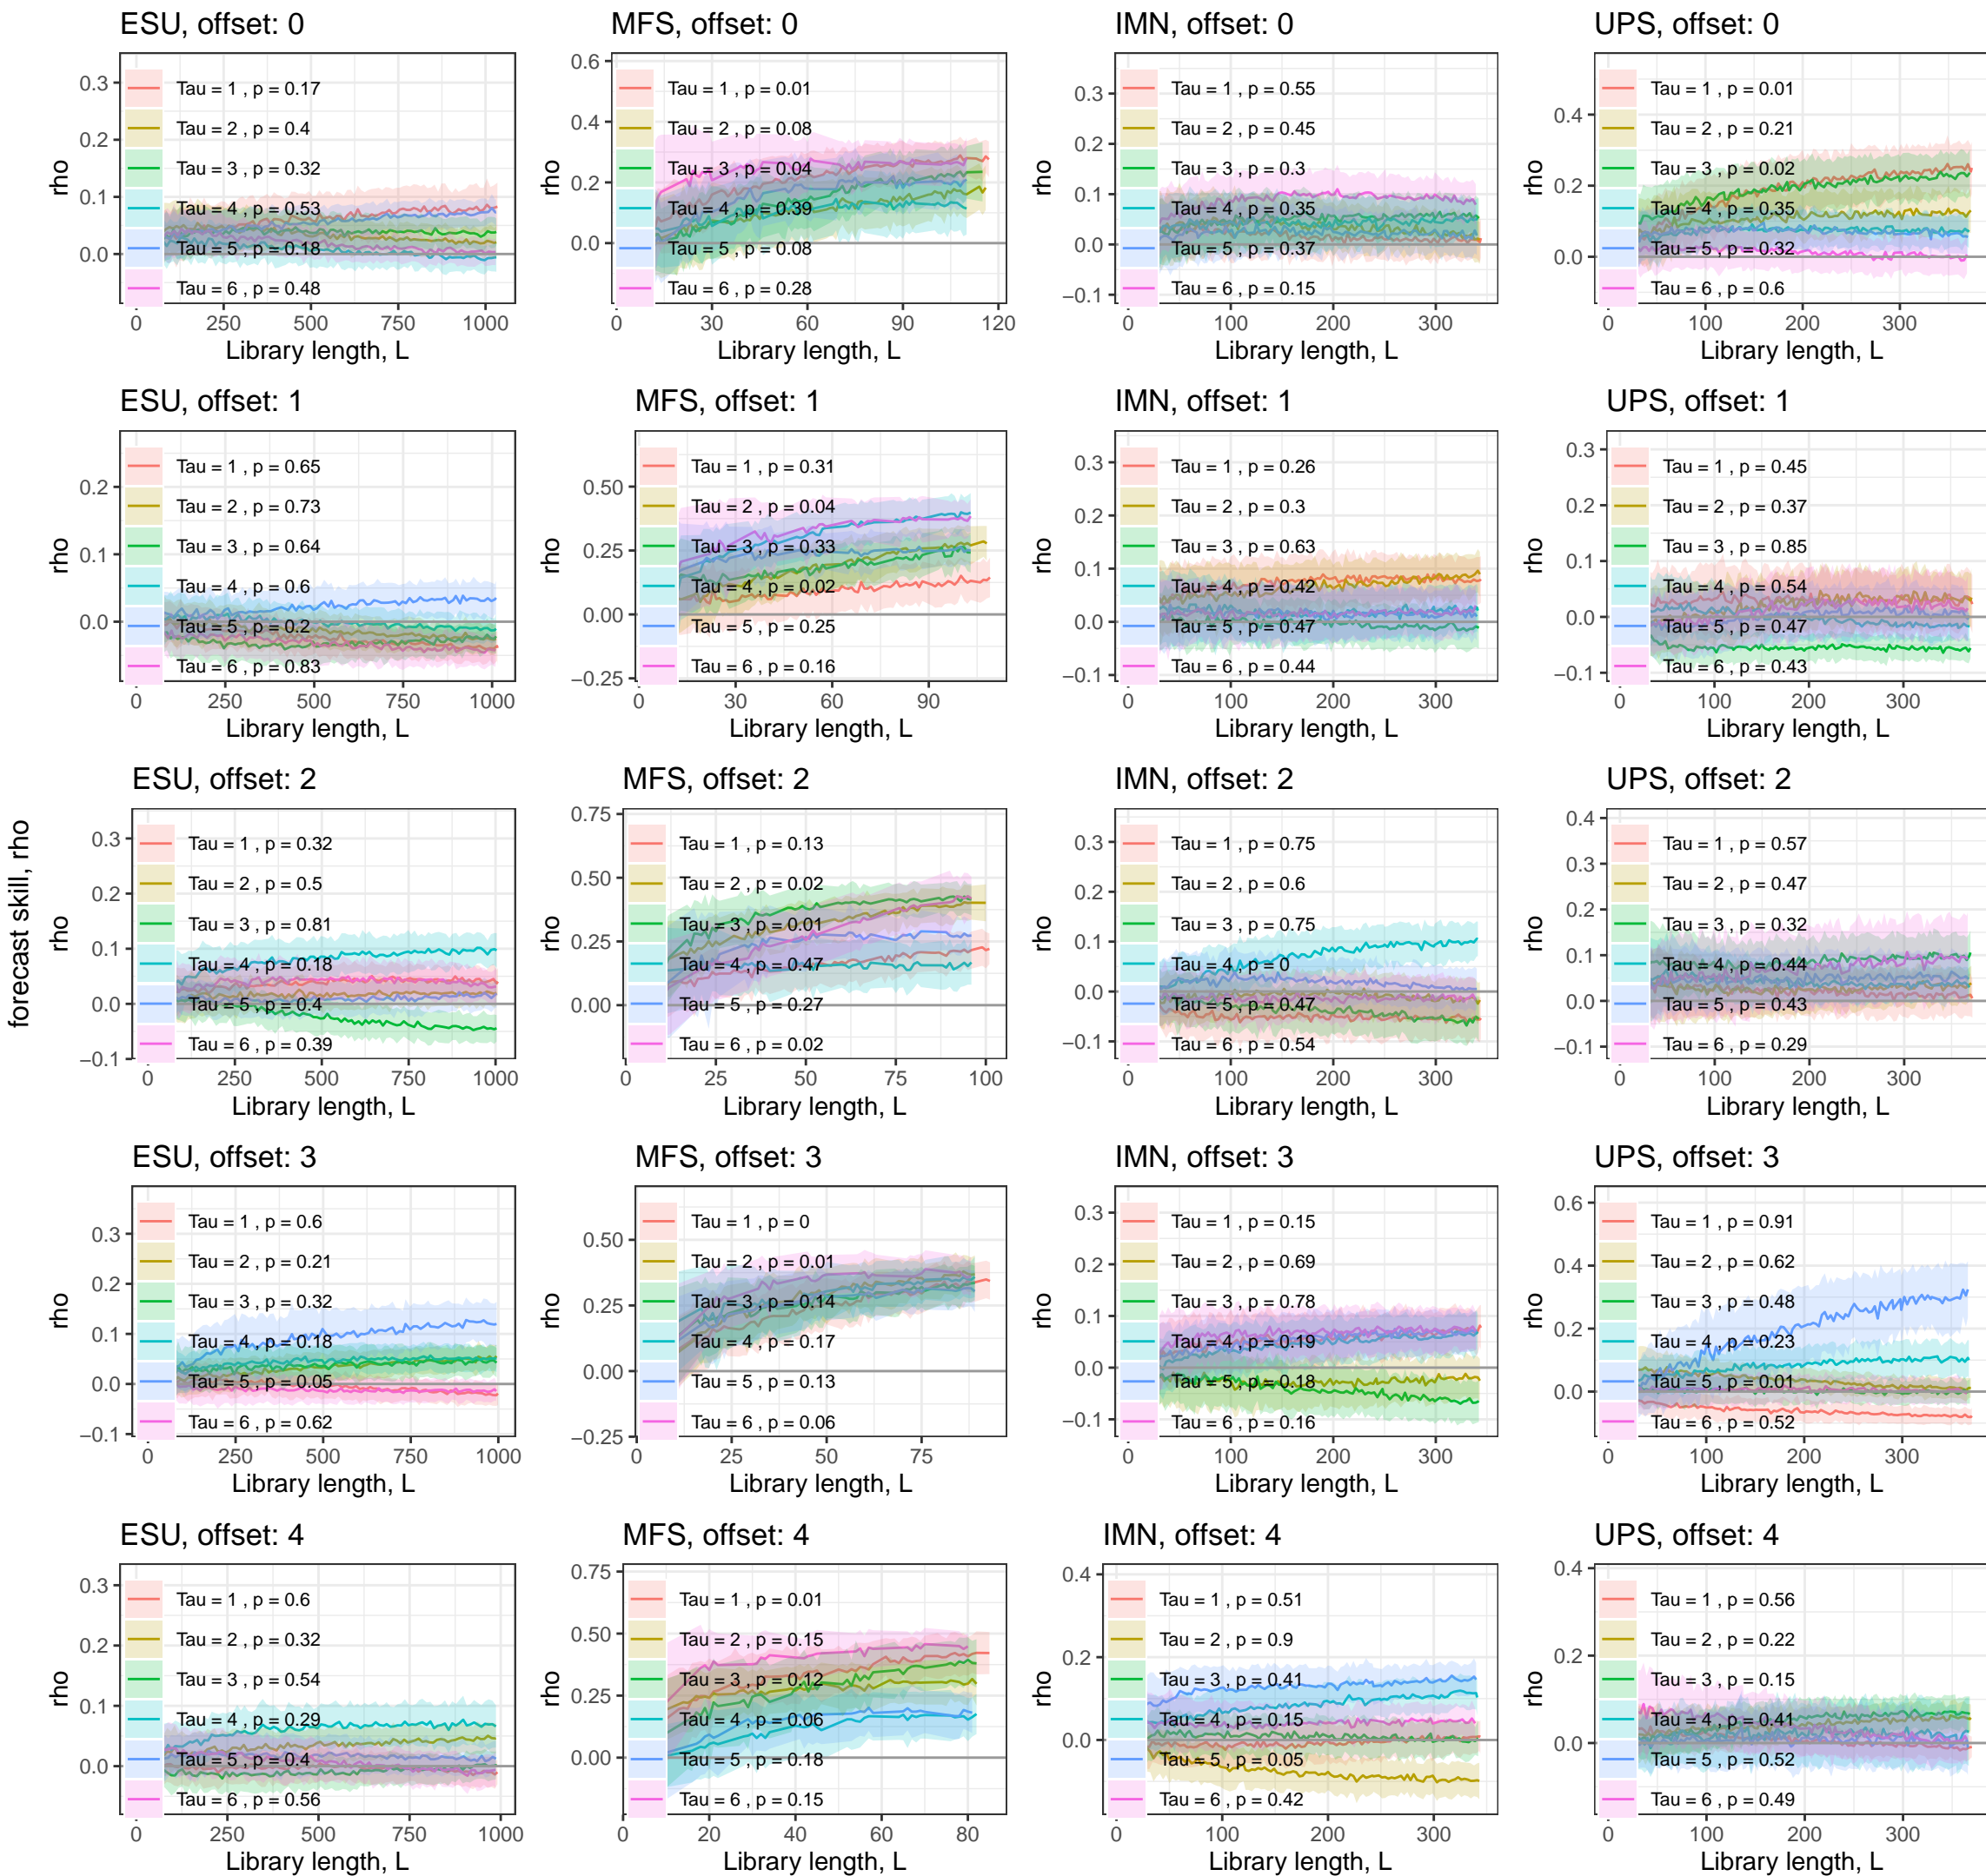 forecast skill, rho
ESU, offset: 0
rho
0.3
0.2
0.1
0.0
Tau = 1 , p = 0.17
Tau = 2 , p = 0.4
Tau = 3 , p = 0.32
Tau = 4 , p = 0.53
Tau = 5 , p = 0.18
Tau = 6 , p = 0.48
0 250 500 750 1000
Library length, L
MFS, offset: 0
rho
0.6
0.4
0.2
0.0
Tau = 1 , p = 0.01
Tau = 2 , p = 0.08
Tau = 3 , p = 0.04
Tau = 4 , p = 0.39
Tau = 5 , p = 0.08
Tau = 6 , p = 0.28
0 30 60 90 120
Library length, L
IMN, offset: 0
rho
0.3
0.2
0.1
0.0
−0.1
Tau = 1 , p = 0.55
Tau = 2 , p = 0.45
Tau = 3 , p = 0.3
Tau = 4 , p = 0.35
Tau = 5 , p = 0.37
Tau = 6 , p = 0.15
0 100 200 300
Library length, L
UPS, offset: 0
rho
0.4
0.2
0.0
Tau = 1 , p = 0.01
Tau = 2 , p = 0.21
Tau = 3 , p = 0.02
Tau = 4 , p = 0.35
Tau = 5 , p = 0.32
Tau = 6 , p = 0.6
0 100 200 300
Library length, L
ESU, offset: 1
rho
0.2
0.1
0.0
Tau = 1 , p = 0.65
Tau = 2 , p = 0.73
Tau = 3 , p = 0.64
Tau = 4 , p = 0.6
Tau = 5 , p = 0.2
Tau = 6 , p = 0.83
0 250 500 750 1000
Library length, L
MFS, offset: 1
rho
0.50
0.25
0.00
−0.25
Tau = 1 , p = 0.31
Tau = 2 , p = 0.04
Tau = 3 , p = 0.33
Tau = 4 , p = 0.02
Tau = 5 , p = 0.25
Tau = 6 , p = 0.16
0 30 60 90
Library length, L
IMN, offset: 1
rho
0.3
0.2
0.1
0.0
−0.1
Tau = 1 , p = 0.26
Tau = 2 , p = 0.3
Tau = 3 , p = 0.63
Tau = 4 , p = 0.42
Tau = 5 , p = 0.47
Tau = 6 , p = 0.44
0 100 200 300
Library length, L
UPS, offset: 1
rho
0.3
0.2
0.1
0.0
−0.1
Tau = 1 , p = 0.45
Tau = 2 , p = 0.37
Tau = 3 , p = 0.85
Tau = 4 , p = 0.54
Tau = 5 , p = 0.47
Tau = 6 , p = 0.43
0 100 200 300
Library length, L
ESU, offset: 2
rho
0.3
0.2
0.1
0.0
−0.1
Tau = 1 , p = 0.32
Tau = 2 , p = 0.5
Tau = 3 , p = 0.81
Tau = 4 , p = 0.18
Tau = 5 , p = 0.4
Tau = 6 , p = 0.39
0 250 500 750 1000
Library length, L
MFS, offset: 2
rho
0.75
0.50
0.25
0.00
Tau = 1 , p = 0.13
Tau = 2 , p = 0.02
Tau = 3 , p = 0.01
Tau = 4 , p = 0.47
Tau = 5 , p = 0.27
Tau = 6 , p = 0.02
0 25 50 75 100
Library length, L
IMN, offset: 2
rho
0.3
0.2
0.1
0.0
−0.1
Tau = 1 , p = 0.75
Tau = 2 , p = 0.6
Tau = 3 , p = 0.75
Tau = 4 , p = 0
Tau = 5 , p = 0.47
Tau = 6 , p = 0.54
0 100 200 300
Library length, L
UPS, offset: 2
rho
0.4
0.3
0.2
0.1
0.0
−0.1
Tau = 1 , p = 0.57
Tau = 2 , p = 0.47
Tau = 3 , p = 0.32
Tau = 4 , p = 0.44
Tau = 5 , p = 0.43
Tau = 6 , p = 0.29
0 100 200 300
Library length, L
ESU, offset: 3
rho
0.3
0.2
0.1
0.0
−0.1
Tau = 1 , p = 0.6
Tau = 2 , p = 0.21
Tau = 3 , p = 0.32
Tau = 4 , p = 0.18
Tau = 5 , p = 0.05
Tau = 6 , p = 0.62
0 250 500 750 1000
Library length, L
MFS, offset: 3
rho
0.50
0.25
0.00
−0.25
Tau = 1 , p = 0
Tau = 2 , p = 0.01
Tau = 3 , p = 0.14
Tau = 4 , p = 0.17
Tau = 5 , p = 0.13
Tau = 6 , p = 0.06
0 25 50 75
Library length, L
IMN, offset: 3
rho
0.3
0.2
0.1
0.0
−0.1
Tau = 1 , p = 0.15
Tau = 2 , p = 0.69
Tau = 3 , p = 0.78
Tau = 4 , p = 0.19
Tau = 5 , p = 0.18
Tau = 6 , p = 0.16
0 100 200 300
Library length, L
UPS, offset: 3
rho
0.6
0.4
0.2
0.0
Tau = 1 , p = 0.91
Tau = 2 , p = 0.62
Tau = 3 , p = 0.48
Tau = 4 , p = 0.23
Tau = 5 , p = 0.01
Tau = 6 , p = 0.52
0 100 200 300
Library length, L
ESU, offset: 4
rho
0.3
0.2
0.1
0.0
Tau = 1 , p = 0.6
Tau = 2 , p = 0.32
Tau = 3 , p = 0.54
Tau = 4 , p = 0.29
Tau = 5 , p = 0.4
Tau = 6 , p = 0.56
0 250 500 750 1000
Library length, L
MFS, offset: 4
rho
0.75
0.50
0.25
0.00
Tau = 1 , p = 0.01
Tau = 2 , p = 0.15
Tau = 3 , p = 0.12
Tau = 4 , p = 0.06
Tau = 5 , p = 0.18
Tau = 6 , p = 0.15
0 20 40 60 80
Library length, L
IMN, offset: 4
rho
0.4
0.2
0.0
Tau = 1 , p = 0.51
Tau = 2 , p = 0.9
Tau = 3 , p = 0.41
Tau = 4 , p = 0.15
Tau = 5 , p = 0.05
Tau = 6 , p = 0.42
0 100 200 300
Library length, L
UPS, offset: 4
rho
0.4
0.2
0.0
Tau = 1 , p = 0.56
Tau = 2 , p = 0.22
Tau = 3 , p = 0.15
Tau = 4 , p = 0.41
Tau = 5 , p = 0.52
Tau = 6 , p = 0.49
0 100 200 300
Library length, L